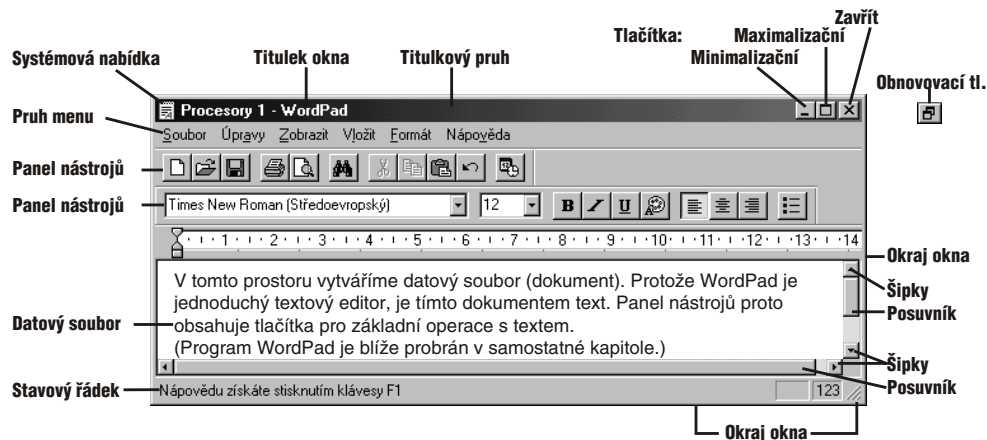 Zavřít
Tlačítka: Maximalizační
Systémová nabídka Titulek okna Titulkový pruh Minimalizační
Obnovovací tl.
Procesory 1 - WordPad
Pruh menu
Soubor Úpravy Zobrazit Vložit Formát Nápověda
Panel nástrojů
Panel nástrojů
Times New Roman (Středoevropský) 12 B I U
1 2 3 4 5 6 7 8 9 10 11 12 13 14
Okraj okna
V tomto prostoru vytváříme datový soubor (dokument). Protože WordPad je
Šipky
jednoduchý textový editor, je tímto dokumentem text. Panel nástrojů proto
Posuvník
Datový soubor
obsahuje tlačítka pro základní operace s textem.
(Program WordPad je blíže probrán v samostatné kapitole.)
Šipky
Stavový řádek
Nápovědu získáte stisknutím klávesy F1 123
Posuvník
Okraj okna